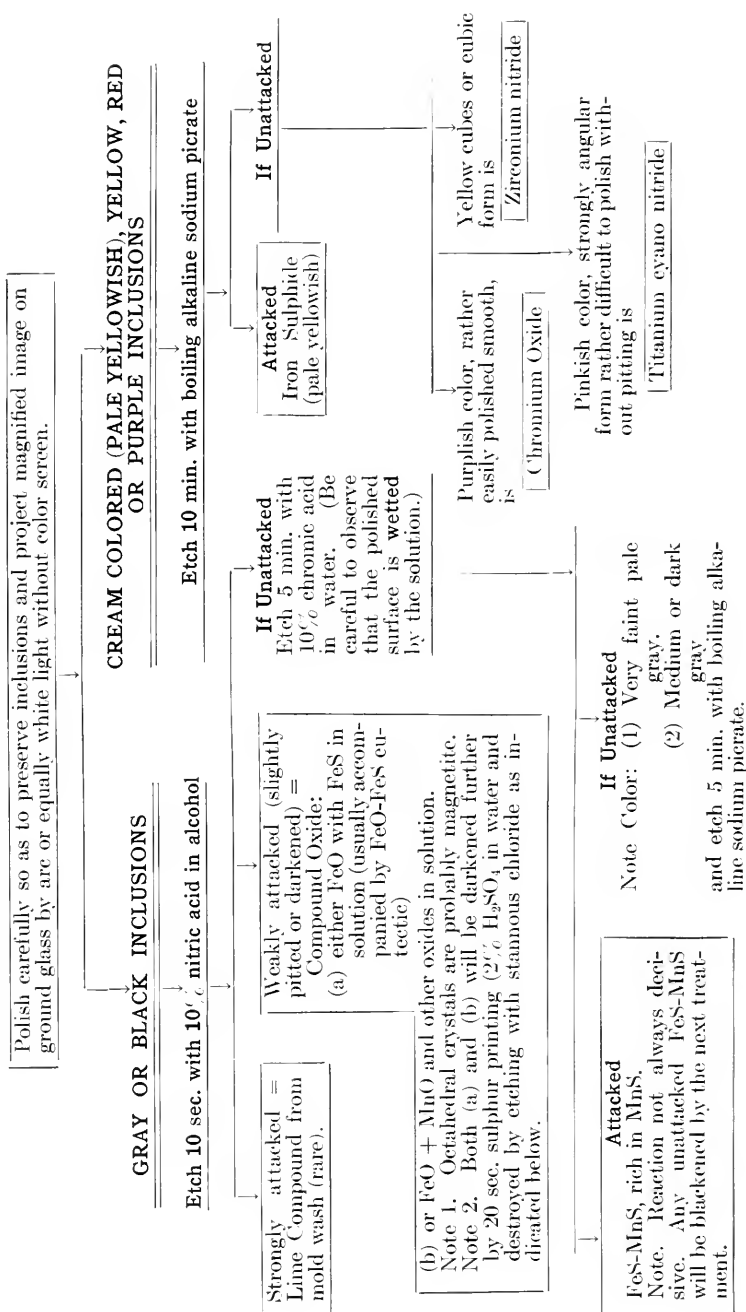 Polish carefully so as to preserve inclusions and project magnified image on
ground glass by arc or equally white light without color screen.
GRAY OR BLACK INCLUSIONS
Etch 10 sec. with 10% nitric acid in alcohol
Strongly attacked =
Lime Compound from
mold wash (rare).
Weakly attacked (slightly
pitted or darkened) =
Compound Oxide:
(a) either FeO with FeS in
solution (usually accom-
panied by FeO-FeS eu-
tectic)
(b) or FeO + MnO and other oxides in solution.
Note 1. Octahedral crystals are probably magnetite.
Note 2. Both (a) and (b) will be darkened further
by 20 sec. sulphur printing (2% H₂SO₄ in water and
destroyed by etching with stannous chloride as in-
dicated below.
If Unattacked
Etch 5 min. with
10% chromic acid
in water. (Be
careful to observe
that the polished
surface is wetted
by the solution.)
Attacked
FeS-MnS, rich in MnS.
Note. Reaction not always deci-
sive. Any unattacked FeS-MnS
will be blackened by the next treat-
ment.
If Unattacked
Note Color: (1) Very faint pale
gray.
(2) Medium or dark
gray
and etch 5 min. with boiling alka-
line sodium picrate.
CREAM COLORED (PALE YELLOWISH), YELLOW, RED
OR PURPLE INCLUSIONS
Etch 10 min. with boiling alkaline sodium picrate
Attacked
Iron Sulphide
(pale yellowish)
If Unattacked
Purplish color, rather
easily polished smooth,
is
Chromium Oxide
Yellow cubes or cubic
form is
Zirconium nitride
Pinkish color, strongly angular
form rather difficult to polish with-
out pitting is
Titanium cyano nitride